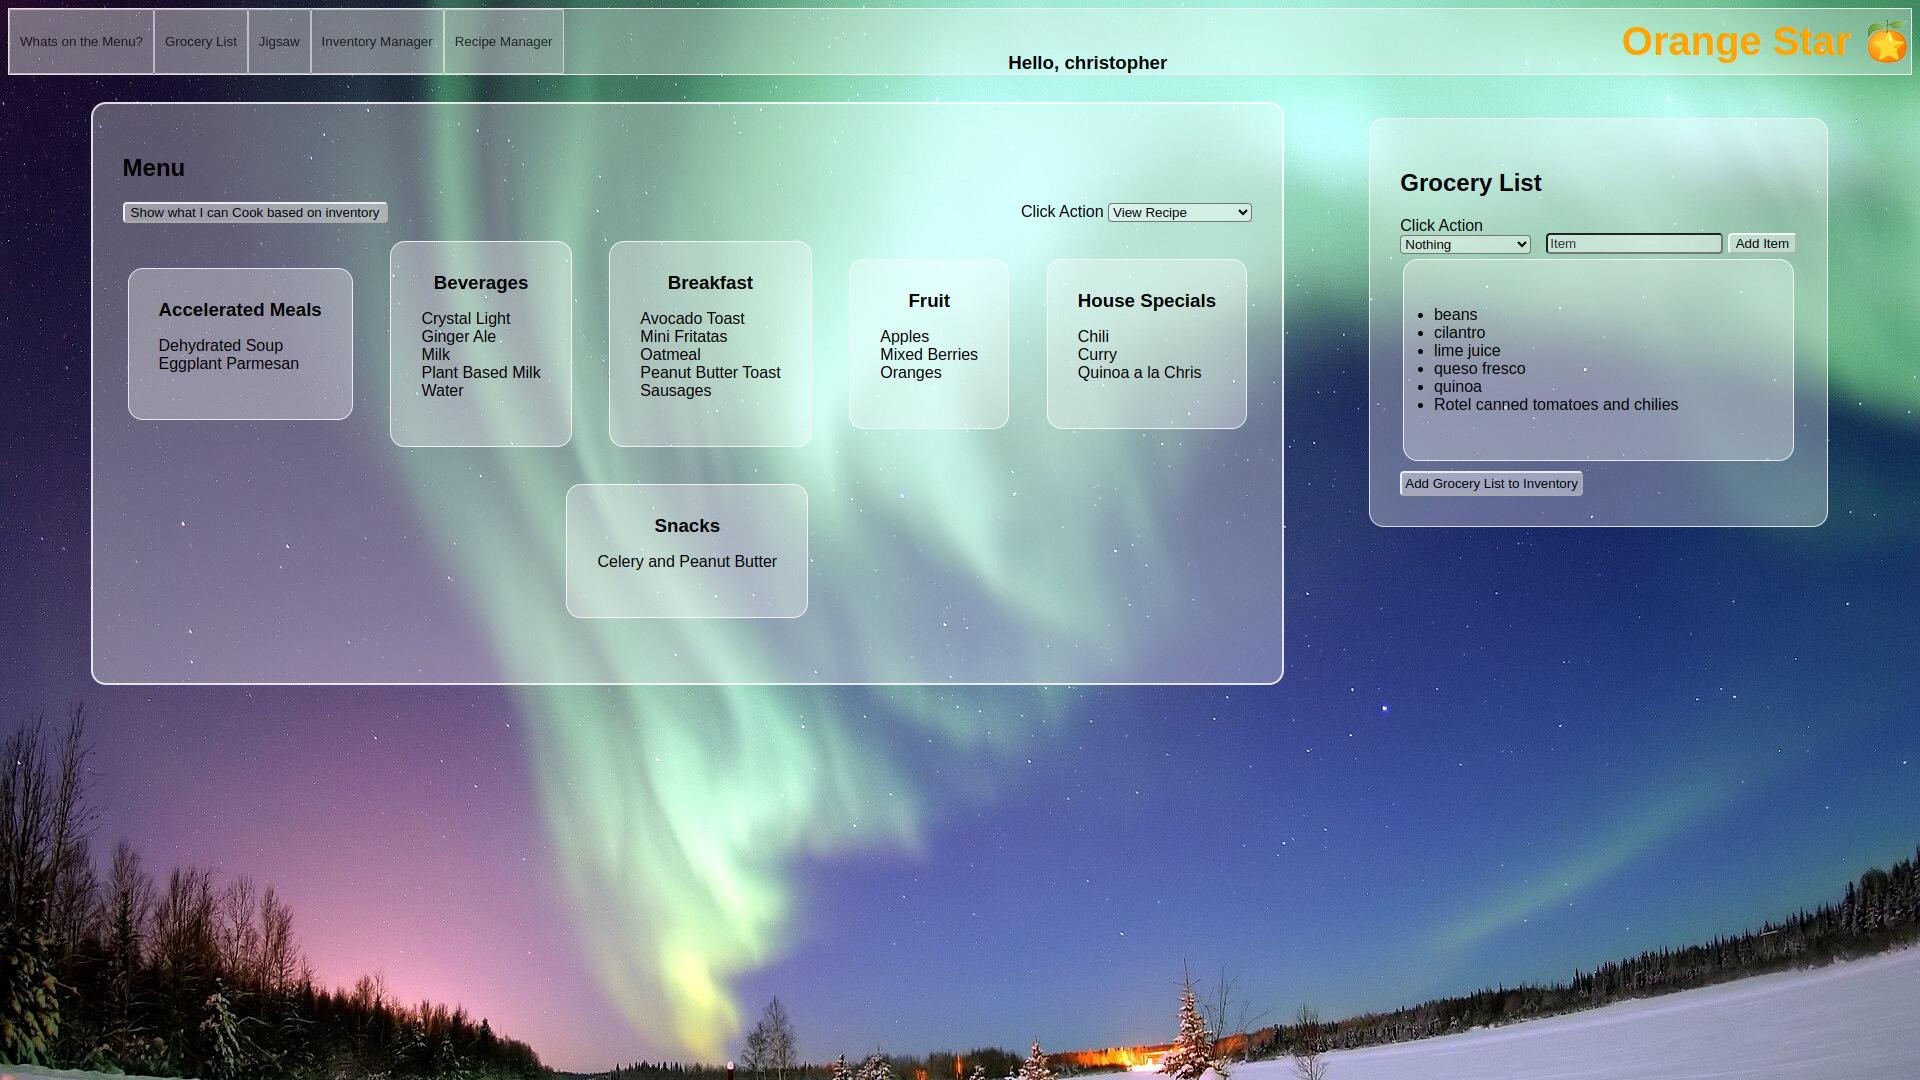 Whats on the Menu?
Grocery List
Jigsaw
Inventory Manager
Recipe Manager
Hello, christopher
Orange Star
Menu
Show what I can Cook based on inventory
Click Action View Recipe
Accelerated Meals
Dehydrated Soup
Eggplant Parmesan
Beverages
Crystal Light
Ginger Ale
Milk
Plant Based Milk
Water
Breakfast
Avocado Toast
Mini Fritatas
Oatmeal
Peanut Butter Toast
Sausages
Fruit
Apples
Mixed Berries
Oranges
House Specials
Chili
Curry
Quinoa a la Chris
Snacks
Celery and Peanut Butter
Grocery List
Click Action
Nothing
Item
Add Item
beans
cilantro
lime juice
queso fresco
quinoa
Rotel canned tomatoes and chilies
Add Grocery List to Inventory